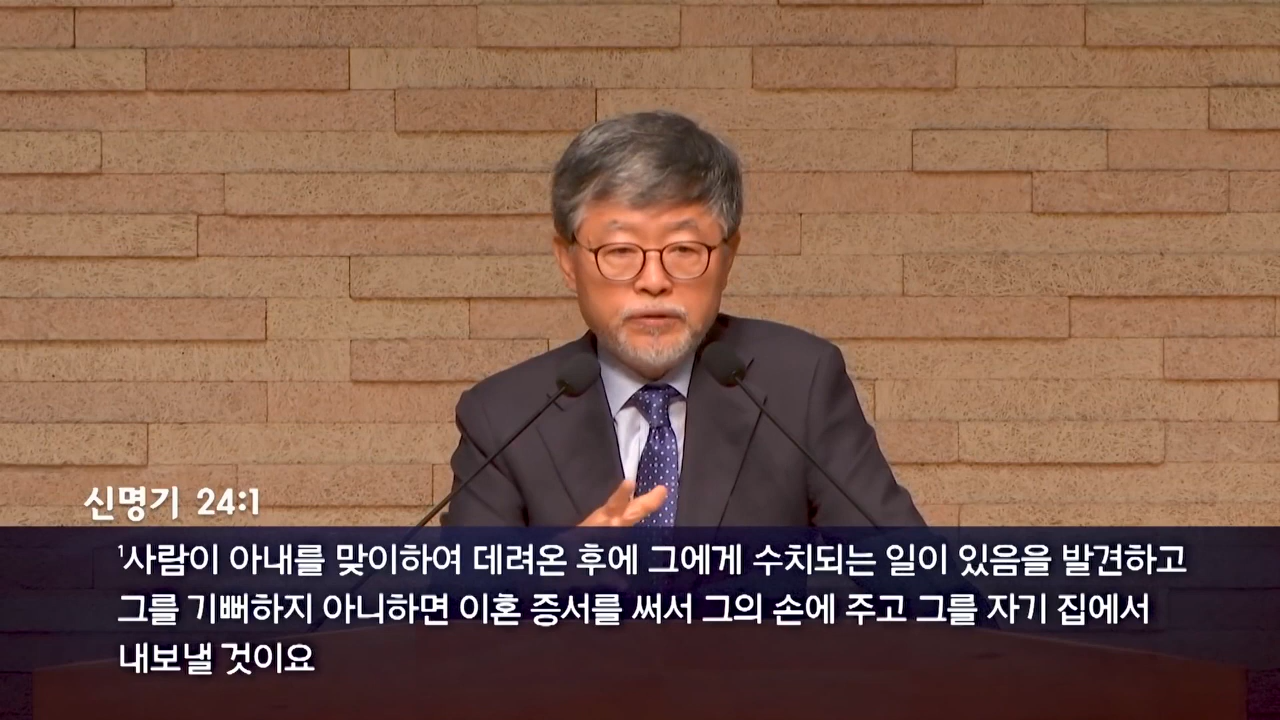 신명기 24:1
¹사람이 아내를 맞이하여 데려온 후에 그에게 수치되는 일이 있음을 발견하고
그를 기뻐하지 아니하면 이혼 증서를 써서 그의 손에 주고 그를 자기 집에서
내보낼 것이요